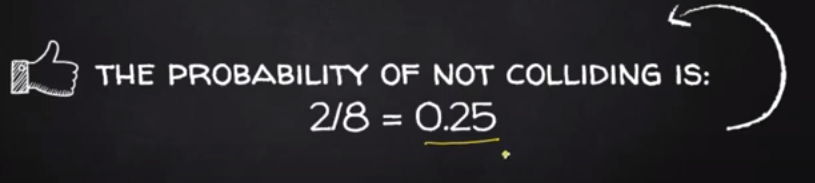 THE PROBABILITY OF NOT COLLIDING IS:
2/8 = 0.25